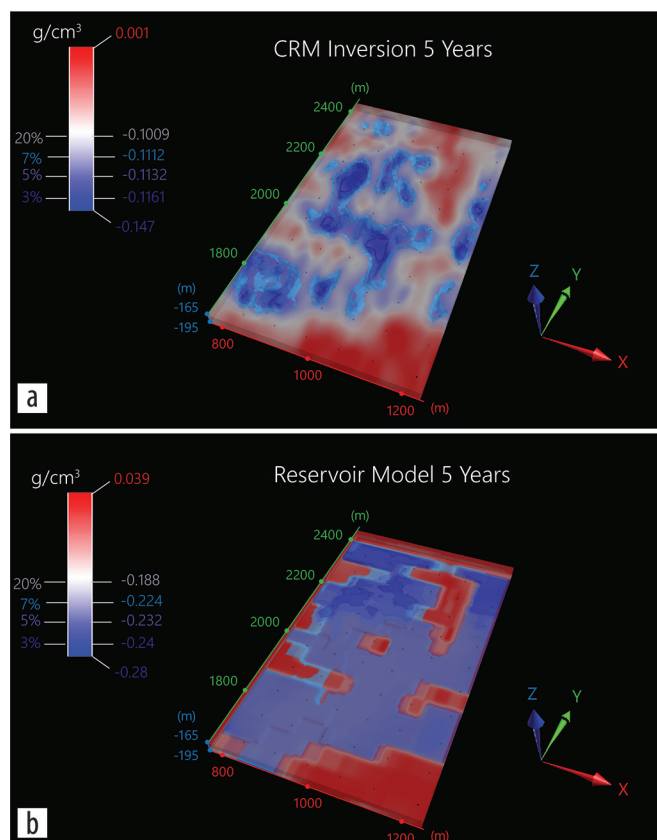 g/cm³
0.001
CRM Inversion 5 Years
(m)
2400
20%
-0.1009
2200
7%
-0.1112
5%
-0.1132
2000
3%
-0.1161
-0.147
1800
(m)
Z
Y
-165
-195
800
X
1000
a
1200
(m)
g/cm³
0.039
Reservoir Model 5 Years
(m)
2400
20%
-0.188
2200
7%
-0.224
5%
-0.232
2000
3%
-0.24
-0.28
1800
(m)
Z
Y
-165
-195
800
X
1000
b
1200
(m)